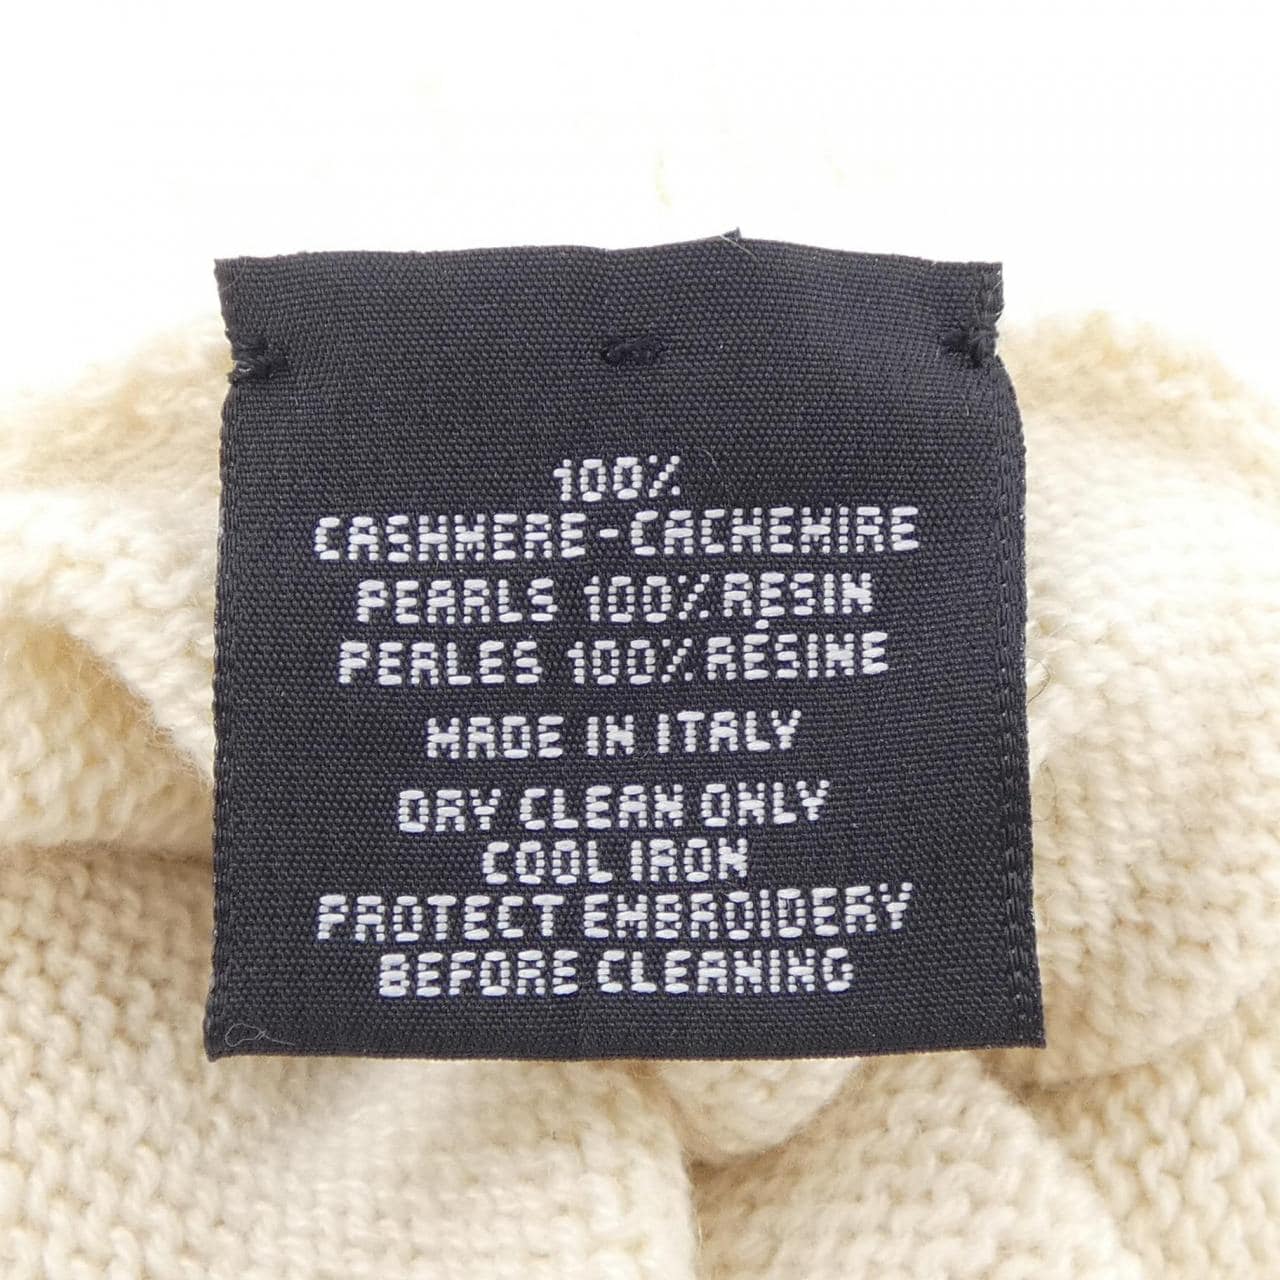 100%
CASHMERE-CACHEMIRE
PEARLS 100% RESIN
PERLES 100% RÉSINE
MADE IN ITALY
DRY CLEAN ONLY
COOL IRON
PROTECT EMBROIDERY
BEFORE CLEANING